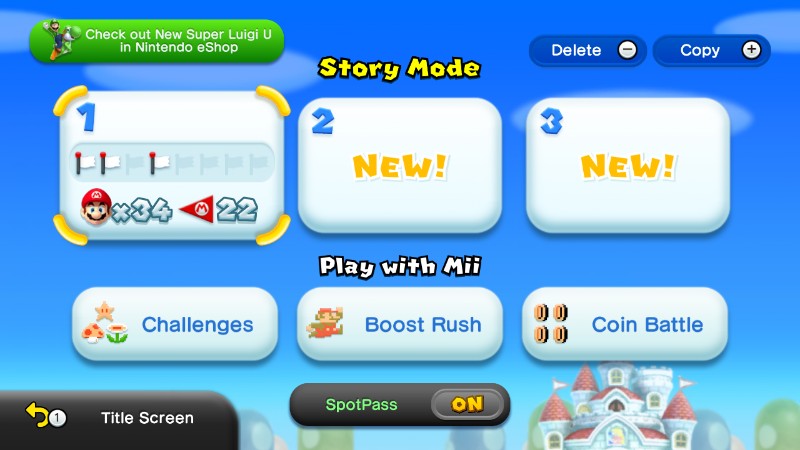 Check out New Super Luigi U
in Nintendo eShop
Delete −
Copy +
Story Mode
1
2
3
NEW!
NEW!
M
×34
M
22
Play with Mii
Challenges
Boost Rush
Coin Battle
1
Title Screen
SpotPass
ON